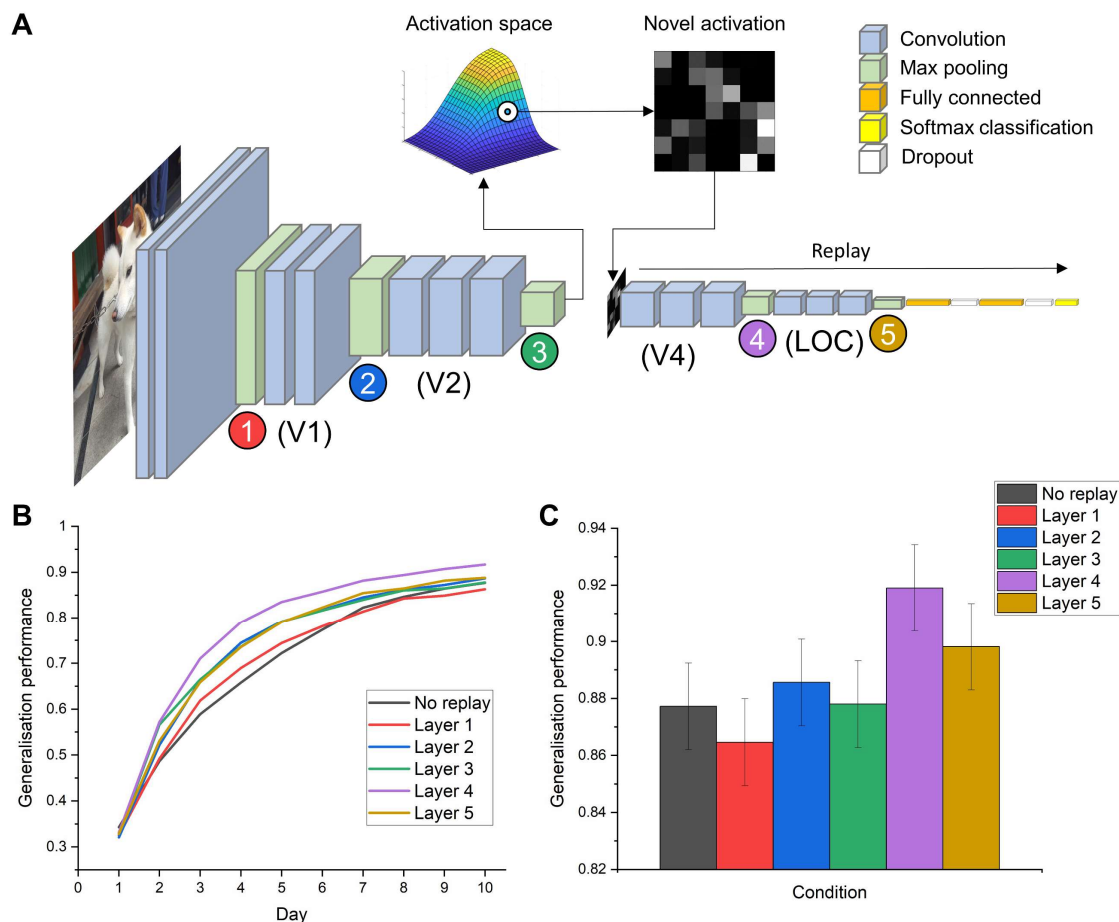 A
Activation space
Novel activation
Convolution
Max pooling
Fully connected
Softmax classification
Dropout
Replay
1
(V1)
2
(V2)
3
(V4)
4
(LOC)
5
B
Generalisation performance
1
0.9
0.8
0.7
0.6
0.5
0.4
0.3
No replay
Layer 1
Layer 2
Layer 3
Layer 4
Layer 5
0 1 2 3 4 5 6 7 8 9 10
Day
C
No replay
Layer 1
Layer 2
Layer 3
Layer 4
Layer 5
Generalisation performance
0.94
0.92
0.9
0.88
0.86
0.84
0.82
Condition